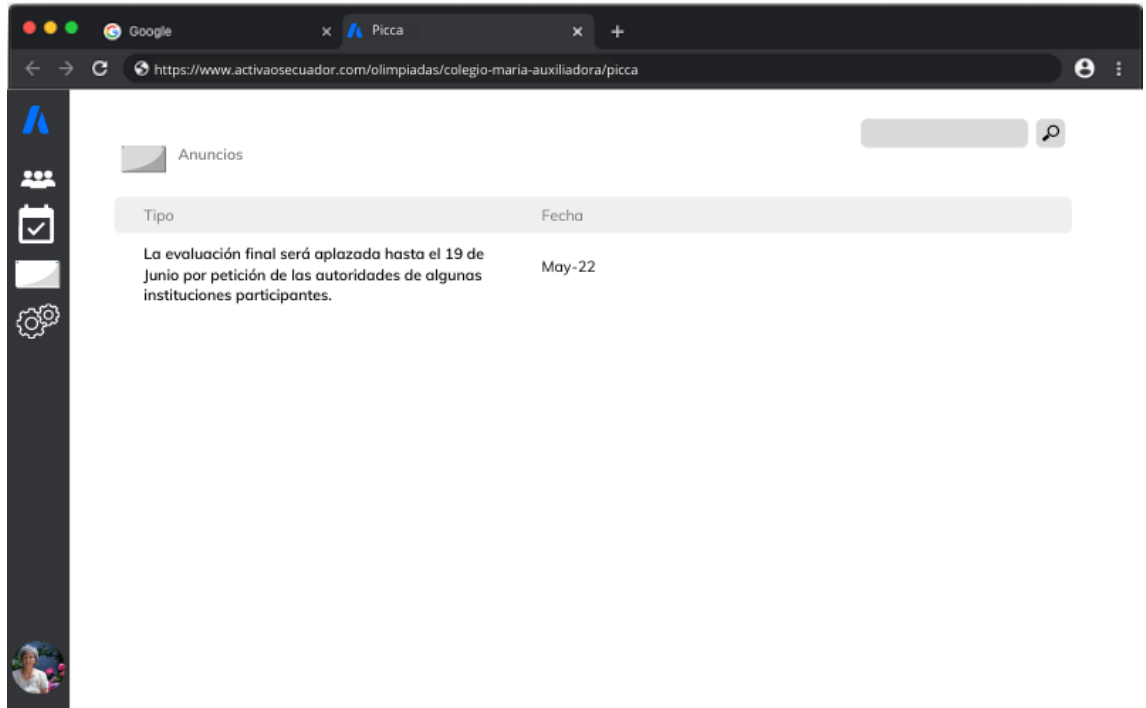 Google
Picca
https://www.activaosecuador.com/olimpiadas/colegio-maria-auxiliadora/picca
Anuncios
Tipo Fecha
La evaluación final será aplazada hasta el 19 de
Junio por petición de las autoridades de algunas
instituciones participantes.
May-22